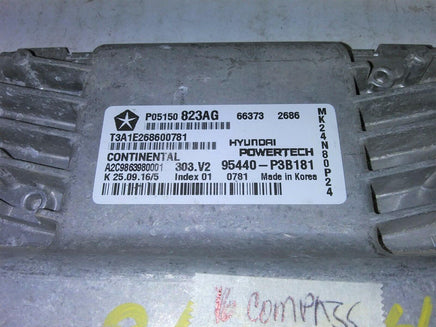 P05150 823AG 66373 2686
T3A1E268600781
CONTINENTAL HYUNDAI
POWERTECH
A2C9863980001 303.V2 95440-P3B181
K 25.09.16/5 Index 01 0781 Made in Korea
MK24N80P24
16 COMPASS